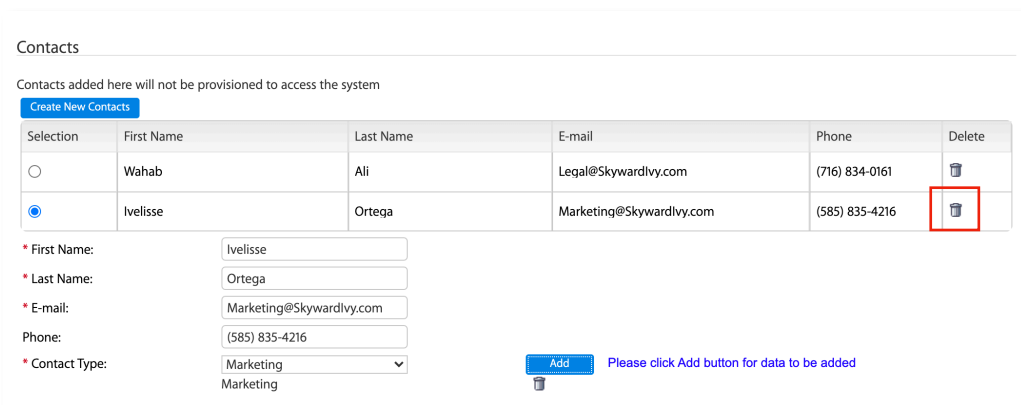 Contacts
Contacts added here will not be provisioned to access the system
Create New Contacts
Selection First Name Last Name E-mail Phone Delete
Wahab Ali Legal@SkywardIvy.com (716) 834-0161
Ivelisse Ortega Marketing@SkywardIvy.com (585) 835-4216
* First Name: Ivelisse
* Last Name: Ortega
* E-mail: Marketing@SkywardIvy.com
Phone: (585) 835-4216
* Contact Type: Marketing Add Please click Add button for data to be added
Marketing